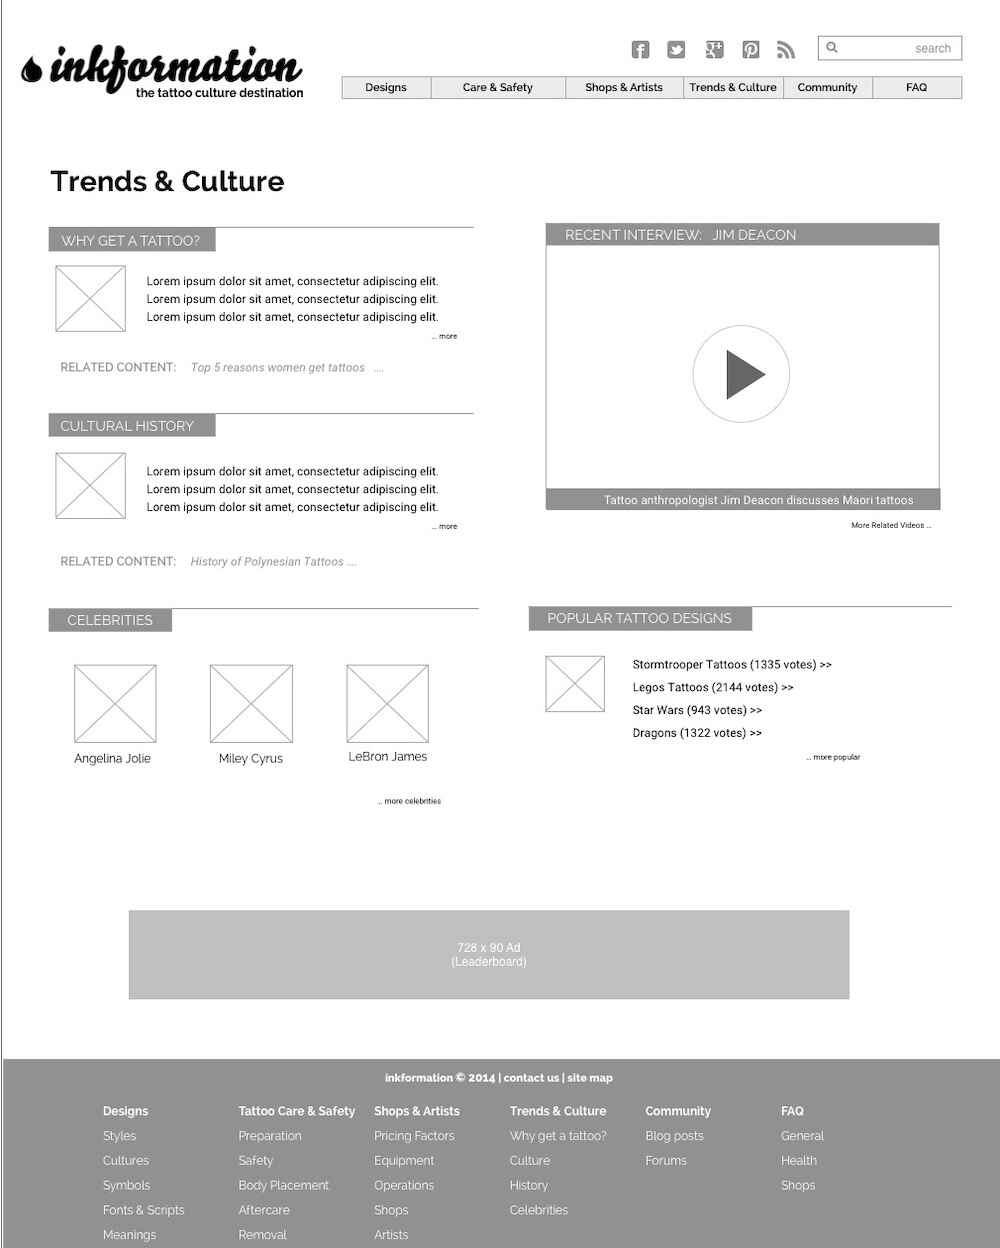 inkformation
the tattoo culture destination
search
Designs Care & Safety Shops & Artists Trends & Culture Community FAQ
Trends & Culture
WHY GET A TATTOO?
Lorem ipsum dolor sit amet, consectetur adipiscing elit.
Lorem ipsum dolor sit amet, consectetur adipiscing elit.
Lorem ipsum dolor sit amet, consectetur adipiscing elit.
... more
RELATED CONTENT: Top 5 reasons women get tattoos ....
CULTURAL HISTORY
Lorem ipsum dolor sit amet, consectetur adipiscing elit.
Lorem ipsum dolor sit amet, consectetur adipiscing elit.
Lorem ipsum dolor sit amet, consectetur adipiscing elit.
... more
RELATED CONTENT: History of Polynesian Tattoos ....
CELEBRITIES
Angelina Jolie Miley Cyrus LeBron James
... more celebrities
RECENT INTERVIEW: JIM DEACON
Tattoo anthropologist Jim Deacon discusses Maori tattoos
More Related Videos ...
POPULAR TATTOO DESIGNS
Stormtrooper Tattoos (1335 votes) >>
Legos Tattoos (2144 votes) >>
Star Wars (943 votes) >>
Dragons (1322 votes) >>
... more popular
728 x 90 Ad
(Leaderboard)
inkformation © 2014 | contact us | site map
Designs Tattoo Care & Safety Shops & Artists Trends & Culture Community FAQ
Styles Preparation Pricing Factors Why get a tattoo? Blog posts General
Cultures Safety Equipment Culture Forums Health
Symbols Body Placement Operations History Shops
Fonts & Scripts Aftercare Shops Celebrities
Meanings Removal Artists